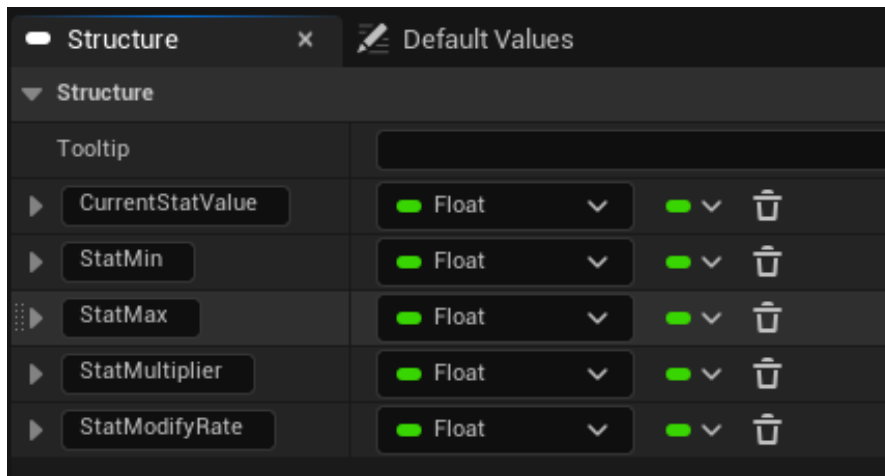 Structure
Default Values
Structure
Tooltip
CurrentStatValue Float
StatMin Float
StatMax Float
StatMultiplier Float
StatModifyRate Float